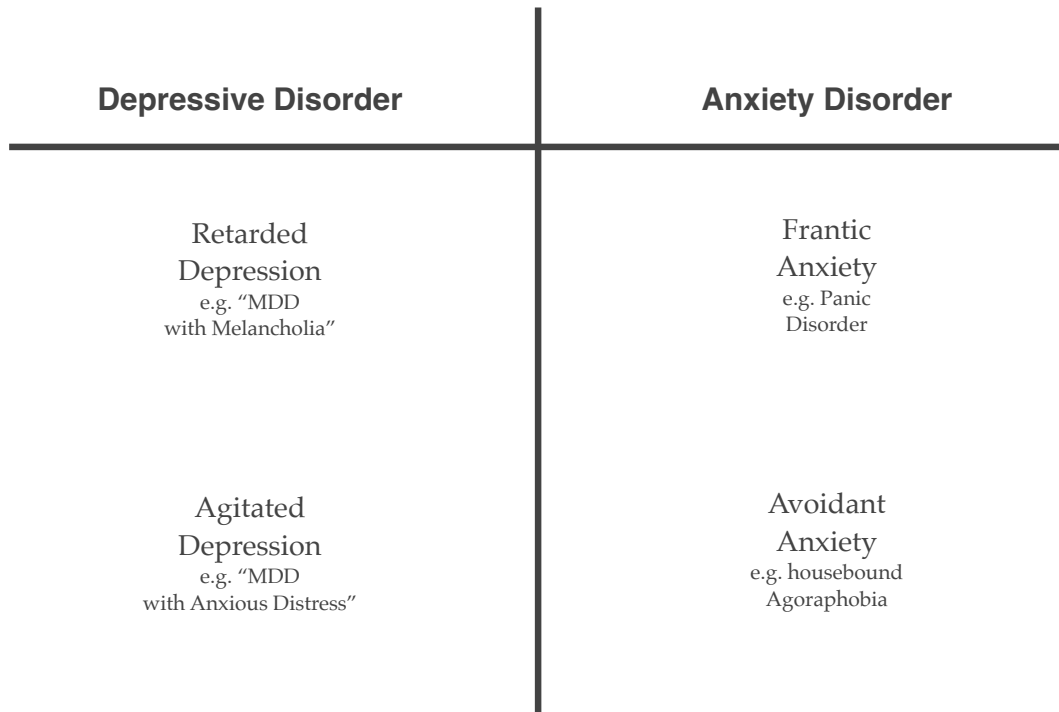 Depressive Disorder
Anxiety Disorder
Retarded
Depression
e.g. “MDD
with Melancholia”
Frantic
Anxiety
e.g. Panic
Disorder
Agitated
Depression
e.g. “MDD
with Anxious Distress”
Avoidant
Anxiety
e.g. housebound
Agoraphobia